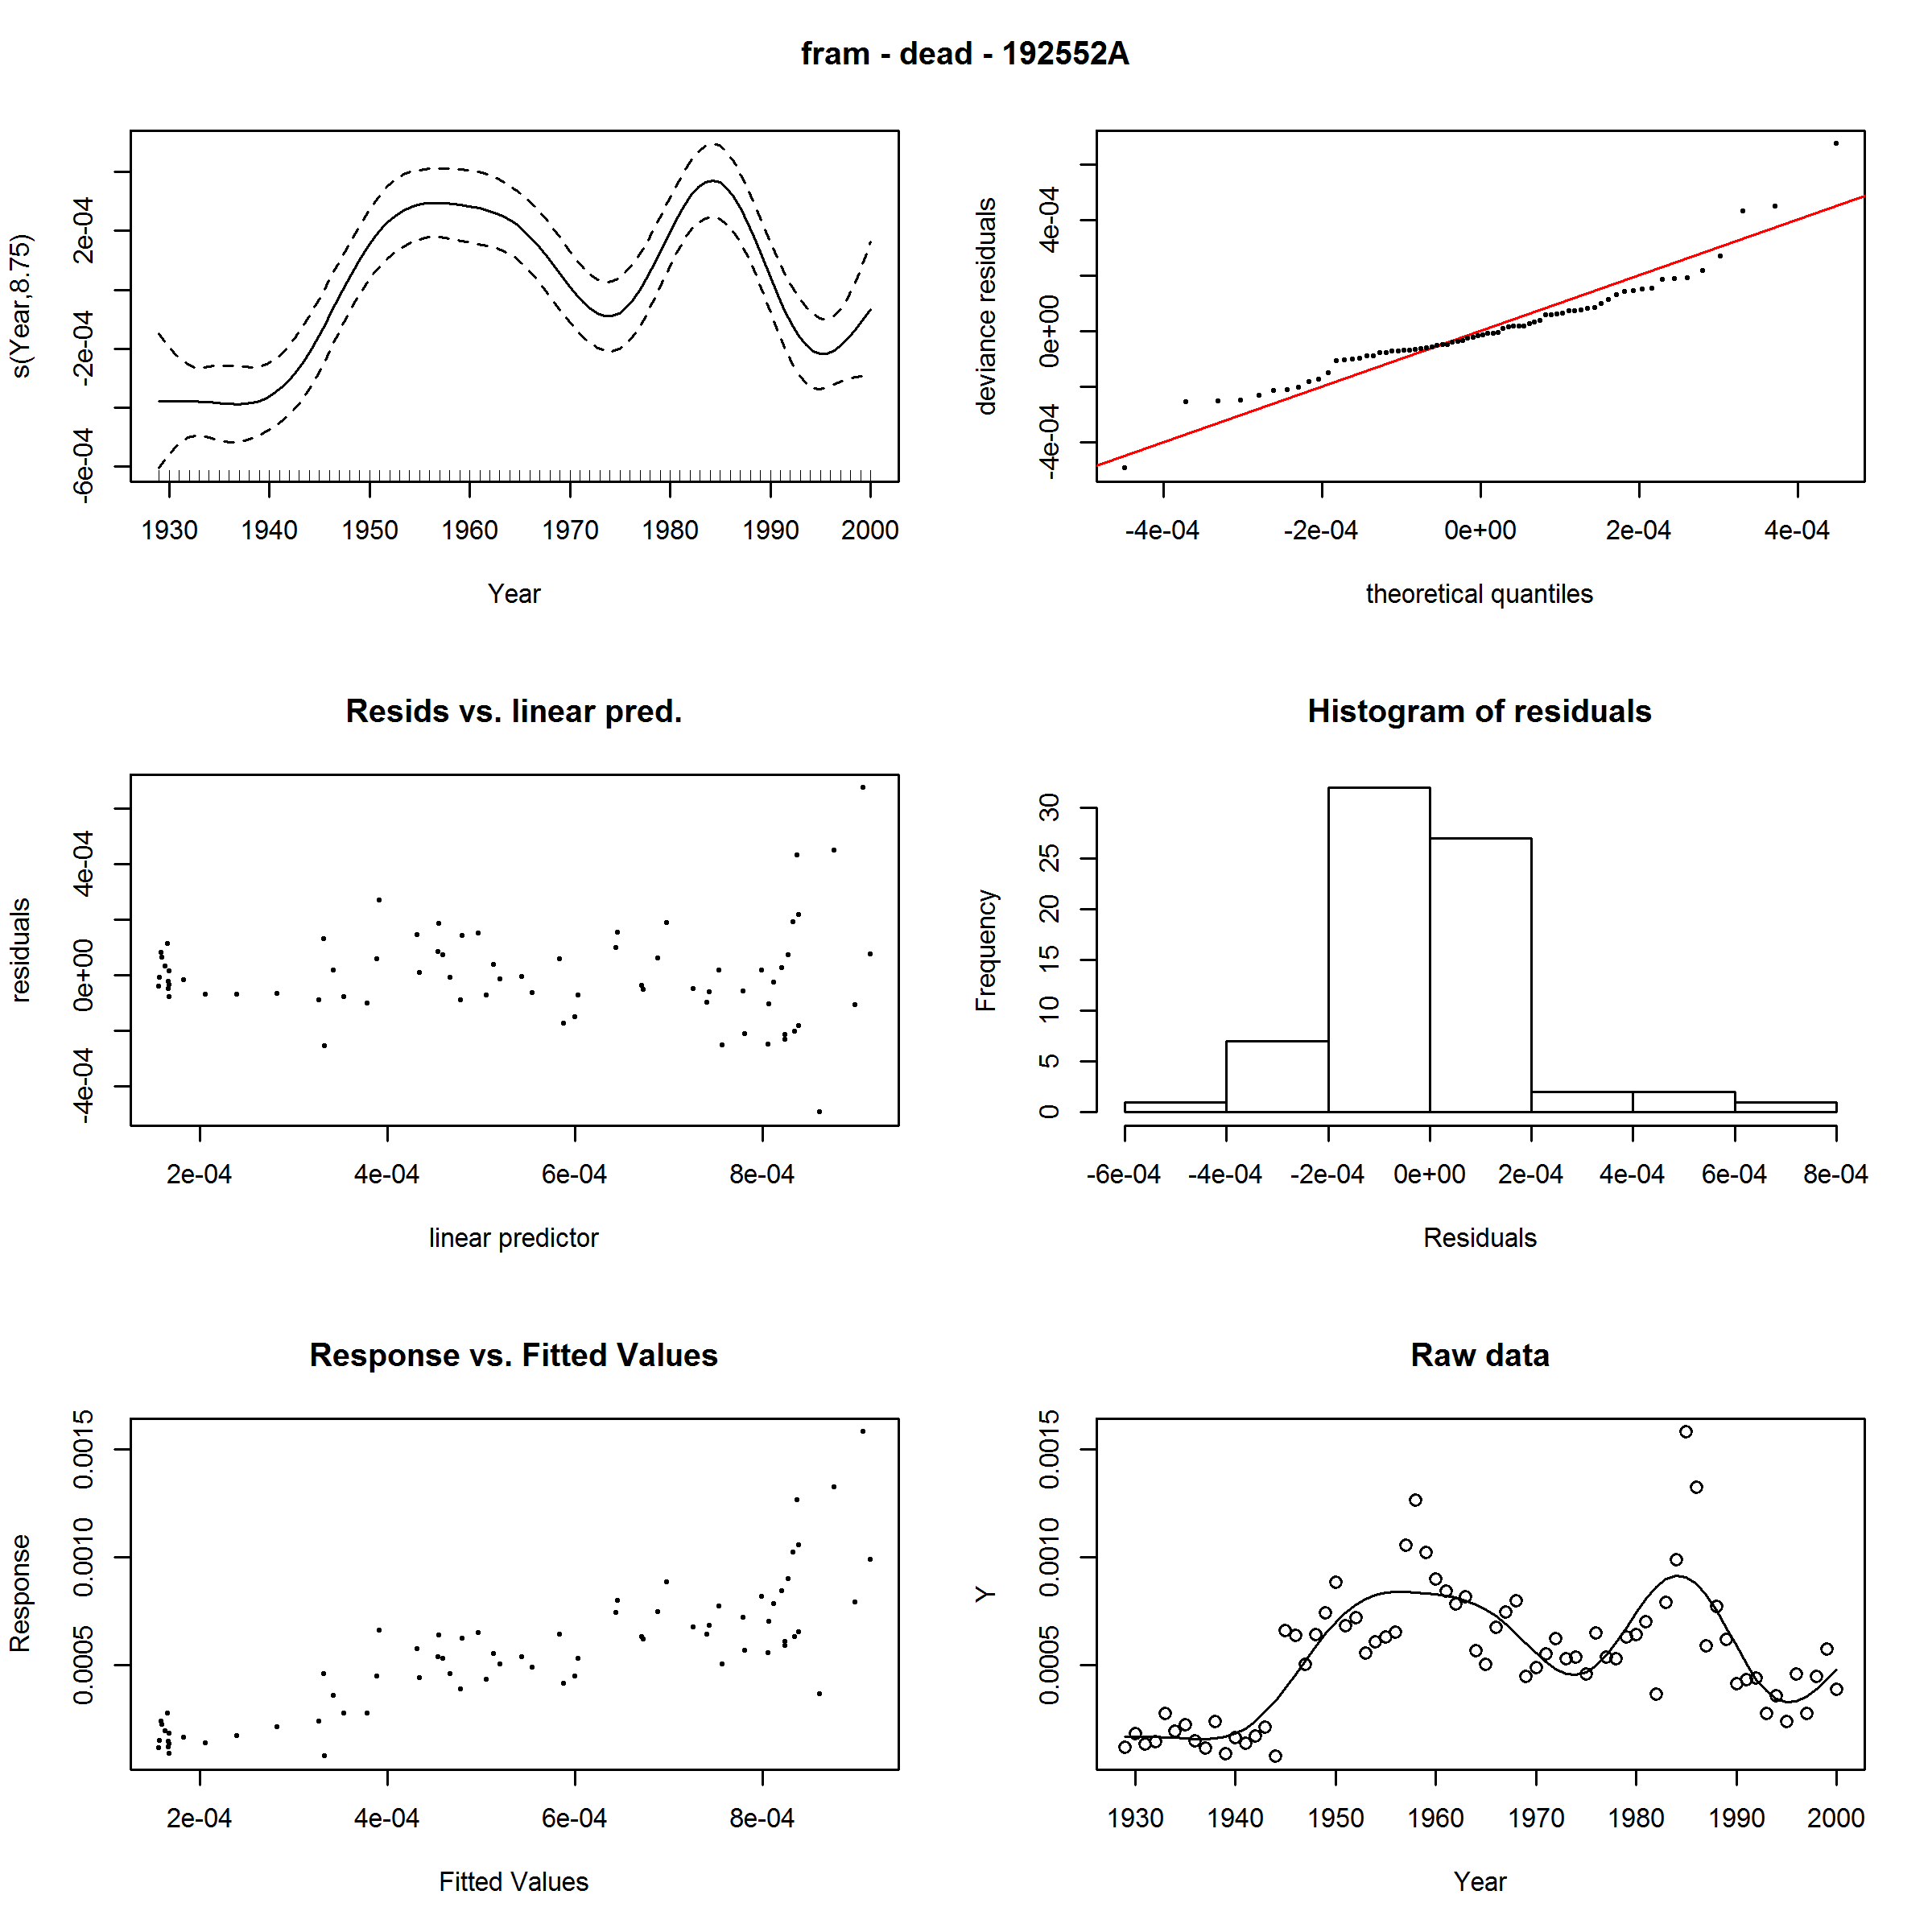 fram - dead - 192552A
s(Year,8.75)
-6e-04 -2e-04 2e-04
1930 1940 1950 1960 1970 1980 1990 2000
Year
deviance residuals
-4e-04 0e+00 4e-04
-4e-04 -2e-04 0e+00 2e-04 4e-04
theoretical quantiles
Resids vs. linear pred.
residuals
-4e-04 0e+00 4e-04
2e-04 4e-04 6e-04 8e-04
linear predictor
Histogram of residuals
Frequency
0 5 10 15 20 25 30
-6e-04 -4e-04 -2e-04 0e+00 2e-04 4e-04 6e-04 8e-04
Residuals
Response vs. Fitted Values
Response
0.0005 0.0010 0.0015
2e-04 4e-04 6e-04 8e-04
Fitted Values
Raw data
Y
0.0005 0.0010 0.0015
1930 1940 1950 1960 1970 1980 1990 2000
Year